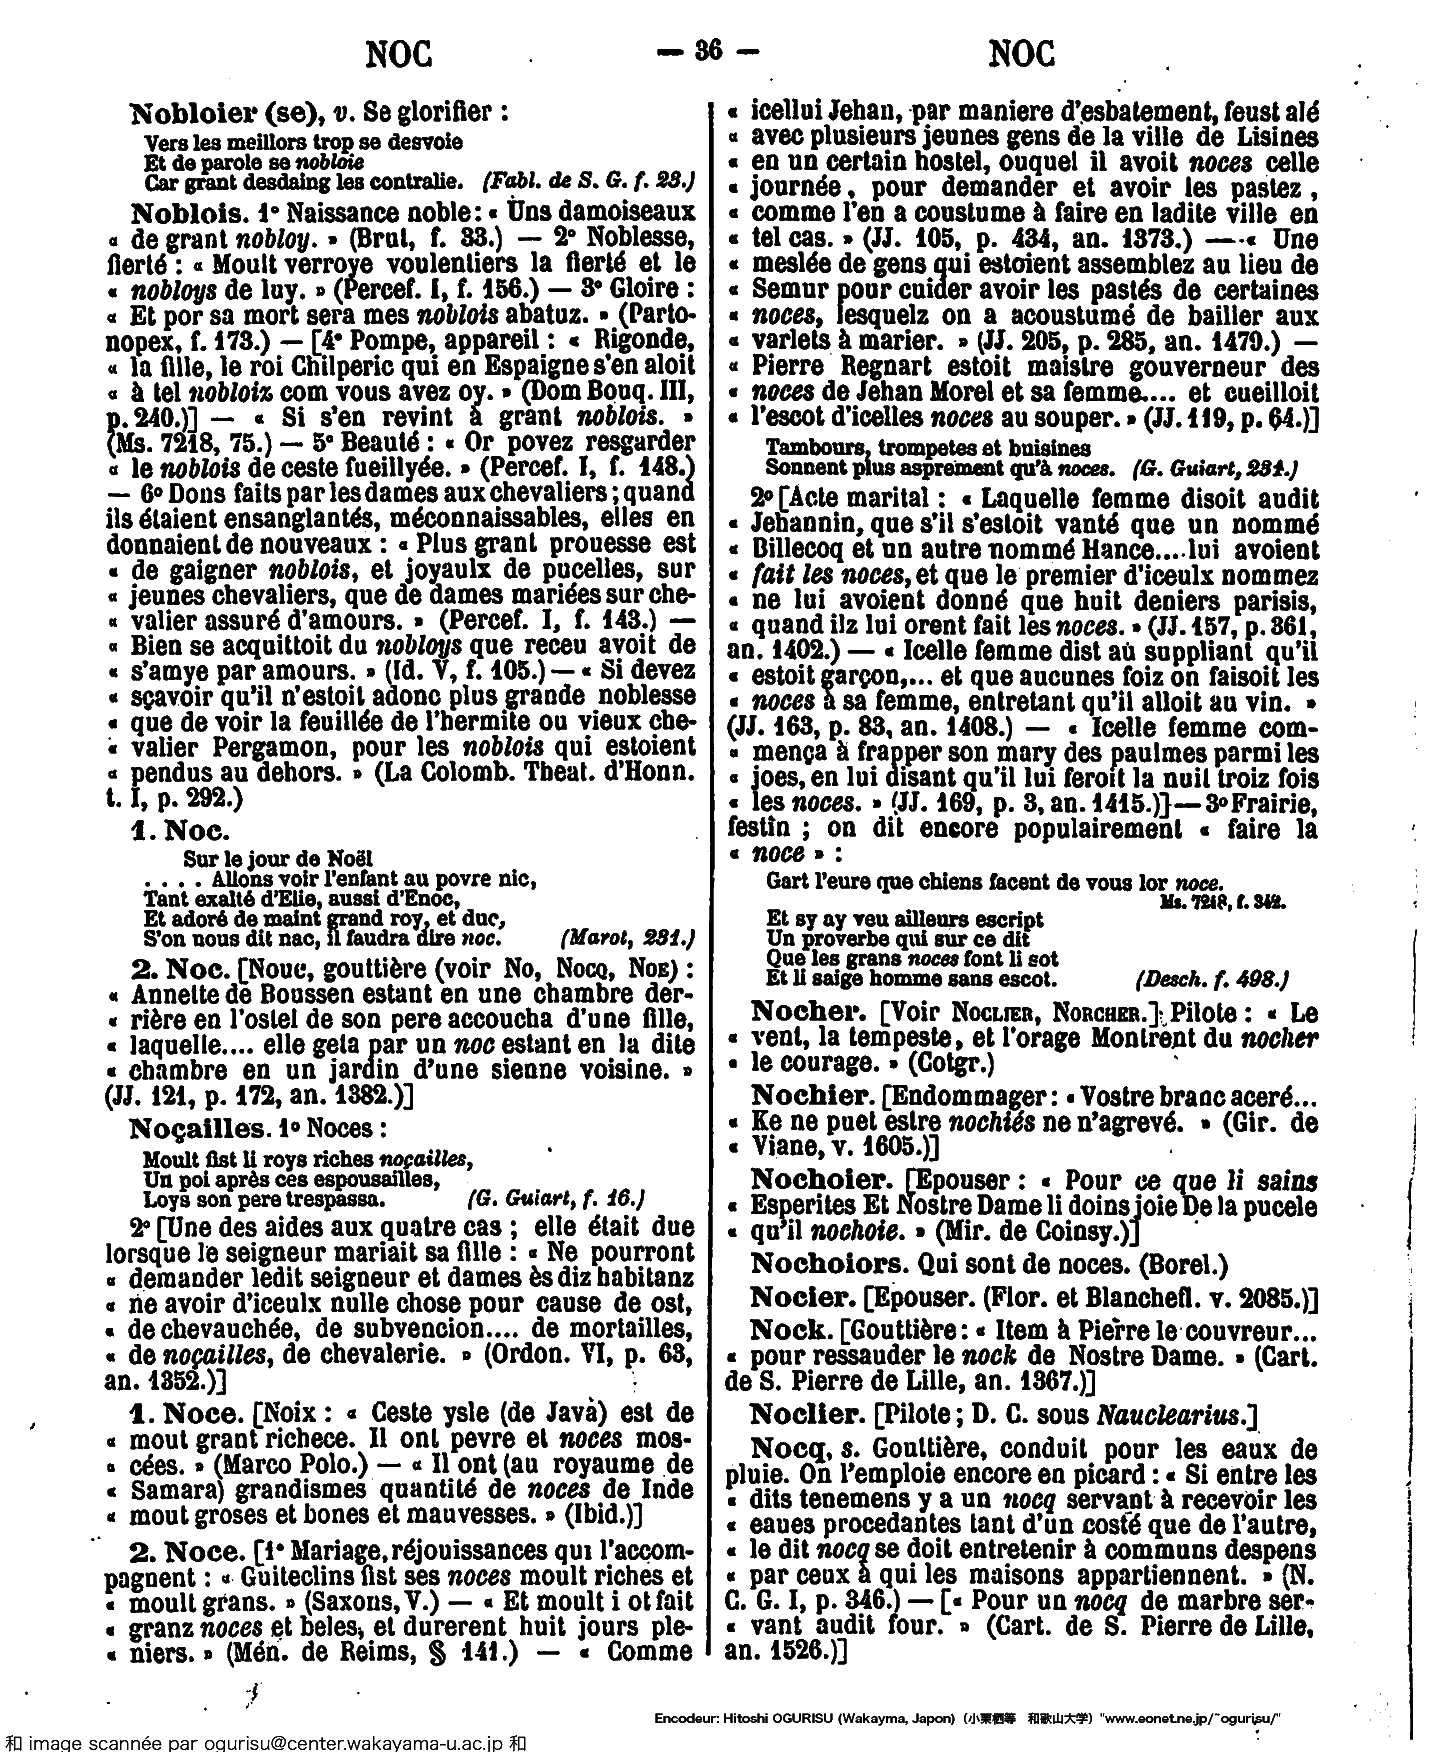 NOC — 36 — NOC
Nobloier (se), v. Se glorifier :
Vers les meillors trop se desvoie
Et de parole se nobloie
Car grant desdaing les contralie. (Fabl. de S. G. f. 23.)
Noblois. 1° Naissance noble : « Uns damoiseaux
« de grant nobloy. » (Brut, f. 33.) — 2° Noblesse,
fierté : « Moult verroye voulentiers la fierté et le
« nobloys de luy. » (Percef. I, f. 156.) — 3° Gloire :
« Et por sa mort sera mes noblois abatuz. » (Parto-
nopex, f. 173.) — [4° Pompe, appareil : « Rigonde,
« la fille, le roi Chilperic qui en Espaigne s'en aloit
« à tel nobloiz com vous avez oy. » (Dom Bouq. III,
p. 240.)] — « Si s'en revint à grant noblois. »
(Ms. 7218, 75.) — 5° Beauté : « Or povez resgarder
« le noblois de ceste fueillyée. » (Percef. I, f. 148.)
— 6° Dons faits par les dames aux chevaliers ; quand
ils étaient ensanglantés, méconnaissables, elles en
donnaient de nouveaux : « Plus grant prouesse est
« de gaigner noblois, et joyaulx de pucelles, sur
« jeunes chevaliers, que de dames mariées sur che-
« valier assuré d'amours. » (Percef. I, f. 143.) —
« Bien se acquittoit du nobloys que receu avoit de
« s'amye par amours. » (Id. V, f. 105.) — « Si devez
« sçavoir qu'il n'estoit adonc plus grande noblesse
« que de voir la feuillée de l'hermite ou vieux che-
« valier Pergamon, pour les noblois qui estoient
« pendus au dehors. » (La Colomb. Theat. d'Honn.
t. I, p. 292.)
1. Noc.
Sur le jour de Noël
. . . . Allons voir l'enfant au povre nic,
Tant exalté d'Elie, aussi d'Enoc,
Et adoré de maint grand roy, et duc,
S'on nous dit nac, il faudra dire noc. (Marot, 231.)
2. Noc. [Nouc, gouttière (voir No, Nocq, Noe) :
« Annette de Boussen estant en une chambre der-
« rière en l'ostel de son pere accoucha d'une fille,
« laquelle.... elle geta par un noc estant en la dite
« chambre en un jardin d'une sienne voisine. »
(JJ. 121, p. 172, an. 1382.)]
Noçailles. 1° Noces :
Moult fist li roys riches noçailles,
Un poi après ces espousailles,
Loys son pere trespassa. (G. Guiart, f. 16.)
2° [Une des aides aux quatre cas ; elle était due
lorsque le seigneur mariait sa fille : « Ne pourront
« demander ledit seigneur et dames ès diz habitanz
« ne avoir d'iceulx nulle chose pour cause de ost,
« de chevauchée, de subvencion.... de mortailles,
« de noçailles, de chevalerie. » (Ordon. VI, p. 63,
an. 1352.)]
1. Noce. [Noix : « Ceste ysle (de Java) est de
« mout grant richece. Il ont pevre et noces mos-
« cées. » (Marco Polo.) — « Il ont (au royaume de
« Samara) grandismes quantité de noces de Inde
« mout groses et bones et mauvesses. » (Ibid.)]
2. Noce. [1° Mariage, réjouissances qui l'accom-
pagnent : « Guiteclins fist ses noces moult riches et
« moult grans. » (Saxons, V.) — « Et moult i ot fait
« granz noces et beles, et durerent huit jours ple-
« niers. » (Mén. de Reims, § 141.) — « Comme
« icellui Jehan, par maniere d'esbatement, feust alé
« avec plusieurs jeunes gens de la ville de Lisines
« en un certain hostel, ouquel il avoit noces celle
« journée, pour demander et avoir les pastez,
« comme l'en a coustume à faire en ladite ville en
« tel cas. » (JJ. 105, p. 434, an. 1373.) — « Une
« meslée de gens qui estoient assemblez au lieu de
« Semur pour cuider avoir les pastés de certaines
« noces, lesquelz on a acoustumé de bailler aux
« varlets à marier. » (JJ. 205, p. 285, an. 1479.) —
« Pierre Regnart estoit maistre gouverneur des
« noces de Jehan Morel et sa femme.... et cueilloit
« l'escot d'icelles noces au souper. » (JJ. 119, p. 64.)]
Tambours, trompetes et buisines
Sonnent plus asprement qu'à noces. (G. Guiart, 231.)
2° [Acte marital : « Laquelle femme disoit audit
« Jehannin, que s'il s'estoit vanté que un nommé
« Billecoq et un autre nommé Hance.... lui avoient
« fait les noces, et que le premier d'iceulx nommez
« ne lui avoient donné que huit deniers parisis,
« quand ilz lui orent fait les noces. » (JJ. 157, p. 361,
an. 1402.) — « Icelle femme dist au suppliant qu'il
« estoit garçon,... et que aucunes foiz on faisoit les
« noces à sa femme, entretant qu'il alloit au vin. »
(JJ. 163, p. 83, an. 1408.) — « Icelle femme com-
« mença à frapper son mary des paulmes parmi les
« joes, en lui disant qu'il lui feroit la nuit troiz fois
« les noces. » (JJ. 169, p. 3, an. 1415.)] — 3° Frairie,
festin ; on dit encore populairement « faire la
« noce » :
Gart l'eure que chiens facent de vous lor noce.
Ms. 7218, f. 342.
Et sy ay veu ailleurs escript
Un proverbe qui sur ce dit
Que les grans noces font li sot
Et li saige homme sans escot. (Desch. f. 498.)
Nocher. [Voir Noclier, Norcher.] Pilote : « Le
« vent, la tempeste, et l'orage Montrent du nocher
« le courage. » (Cotgr.)
Nochier. [Endommager : « Vostre branc aceré...
« Ke ne puet estre nochiés ne n'agrevé. » (Gir. de
« Viane, v. 1605.)]
Nochoier. [Epouser : « Pour ce que li sains
« Esperites Et Nostre Dame li doins joie De la pucele
« qu'il nochoie. » (Mir. de Coinsy.)]
Nochoiors. Qui sont de noces. (Borel.)
Nocier. [Epouser. (Flor. et Blanchefl. v. 2085.)]
Nock. [Gouttière : « Item à Pierre le couvreur...
« pour ressauder le nock de Nostre Dame. » (Cart.
de S. Pierre de Lille, an. 1367.)]
Noclier. [Pilote ; D. C. sous Nauclearius.]
Nocq, s. Gouttière, conduit pour les eaux de
pluie. On l'emploie encore en picard : « Si entre les
« dits tenemens y a un nocq servant à recevoir les
« eaues procedantes tant d'un costé que de l'autre,
« le dit nocq se doit entretenir à communs despens
« par ceux à qui les maisons appartiennent. » (N.
C. G. I, p. 346.) — [« Pour un nocq de marbre ser-
« vant audit four. » (Cart. de S. Pierre de Lille,
an. 1526.)]
Encodeur: Hitoshi OGURISU (Wakayma, Japon) (小栗栖等 和歌山大学) "www.eonet.ne.jp/~ogurisu/"
和 image scannée par ogurisu@center.wakayama-u.ac.jp 和